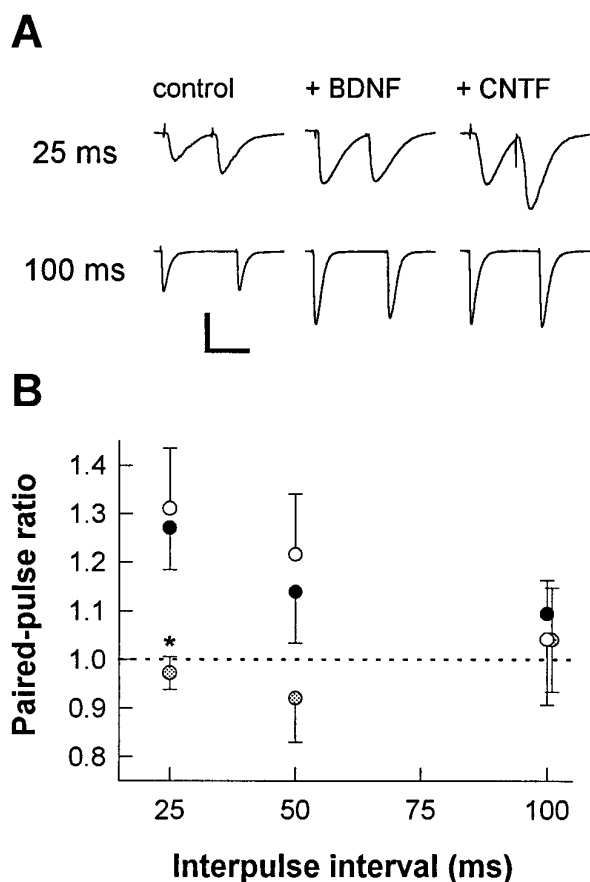 A
control + BDNF + CNTF
25 ms
100 ms
B
Paired-pulse ratio
1.4
1.3
1.2
1.1
*
1.0
0.9
0.8
25 50 75 100
Interpulse interval (ms)